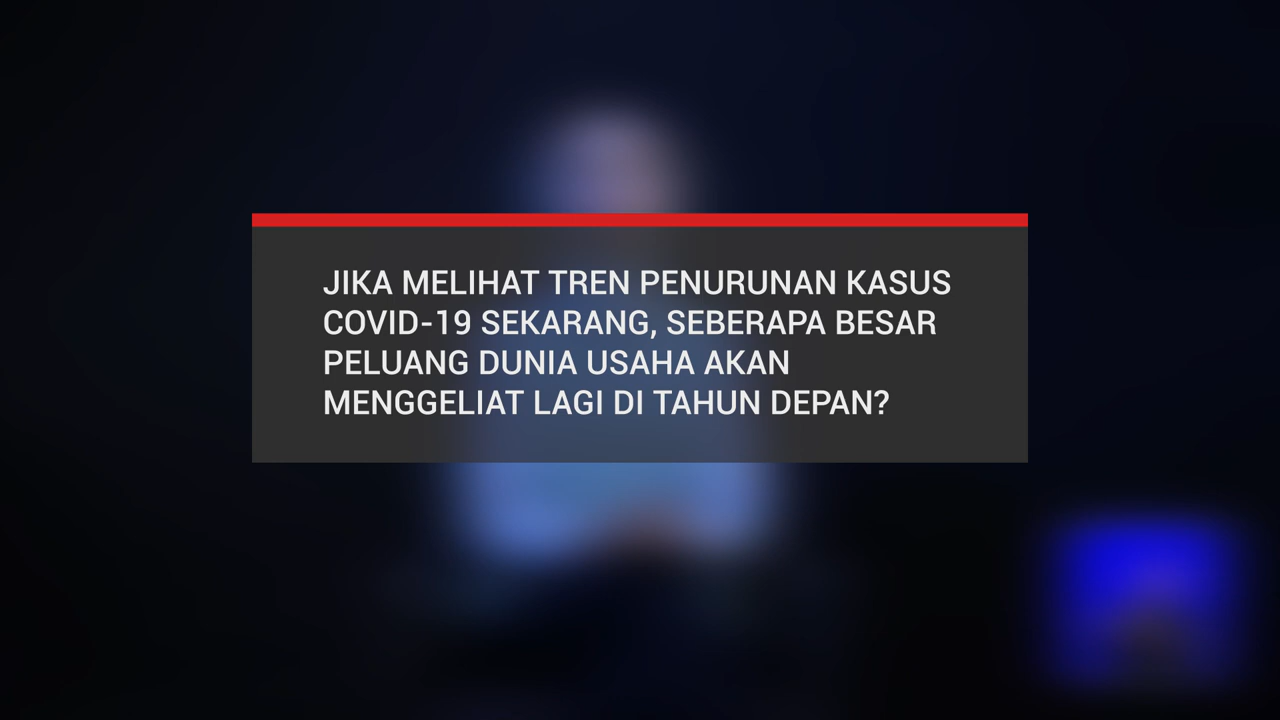 JIKA MELIHAT TREN PENURUNAN KASUS
COVID-19 SEKARANG, SEBERAPA BESAR
PELUANG DUNIA USAHA AKAN
MENGGELIAT LAGI DI TAHUN DEPAN?